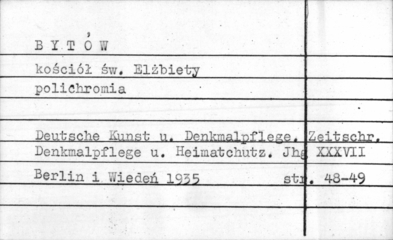 BYTÓW
kościół św. Elżbiety
polichromia
Deutsche Kunst u. Denkmalpflege. Zeitschr.
Denkmalpflege u. Heimatchutz. Jhg XXXVII
Berlin i Wiedeń 1935 str. 48-49